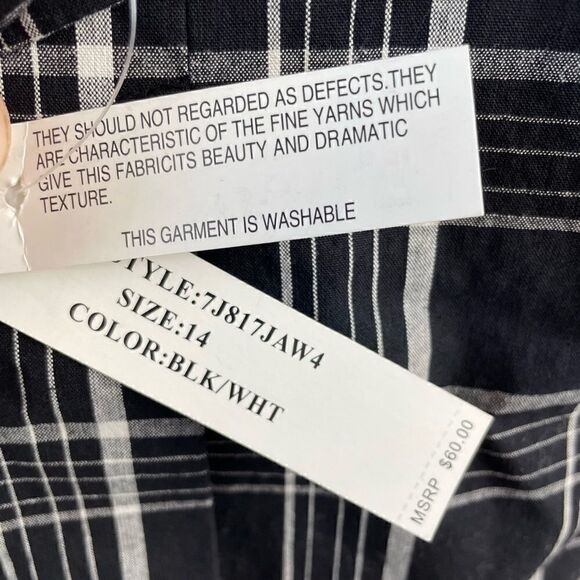 THEY SHOULD NOT REGARDED AS DEFECTS.THEY
ARE CHARACTERISTIC OF THE FINE YARNS WHICH
GIVE THIS FABRICITS BEAUTY AND DRAMATIC
TEXTURE.
THIS GARMENT IS WASHABLE
STYLE:7J817JAW4
SIZE:14
COLOR:BLK/WHT
MSRP $60.00